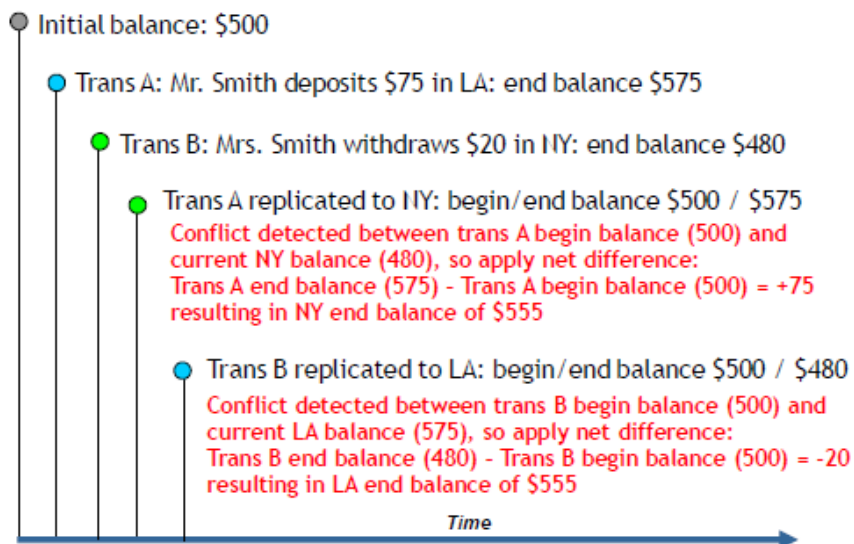 Initial balance: $500
Trans A: Mr. Smith deposits $75 in LA: end balance $575
Trans B: Mrs. Smith withdraws $20 in NY: end balance $480
Trans A replicated to NY: begin/end balance $500 / $575
Conflict detected between trans A begin balance (500) and
current NY balance (480), so apply net difference:
Trans A end balance (575) - Trans A begin balance (500) = +75
resulting in NY end balance of $555
Trans B replicated to LA: begin/end balance $500 / $480
Conflict detected between trans B begin balance (500) and
current LA balance (575), so apply net difference:
Trans B end balance (480) - Trans B begin balance (500) = -20
resulting in LA end balance of $555
Time